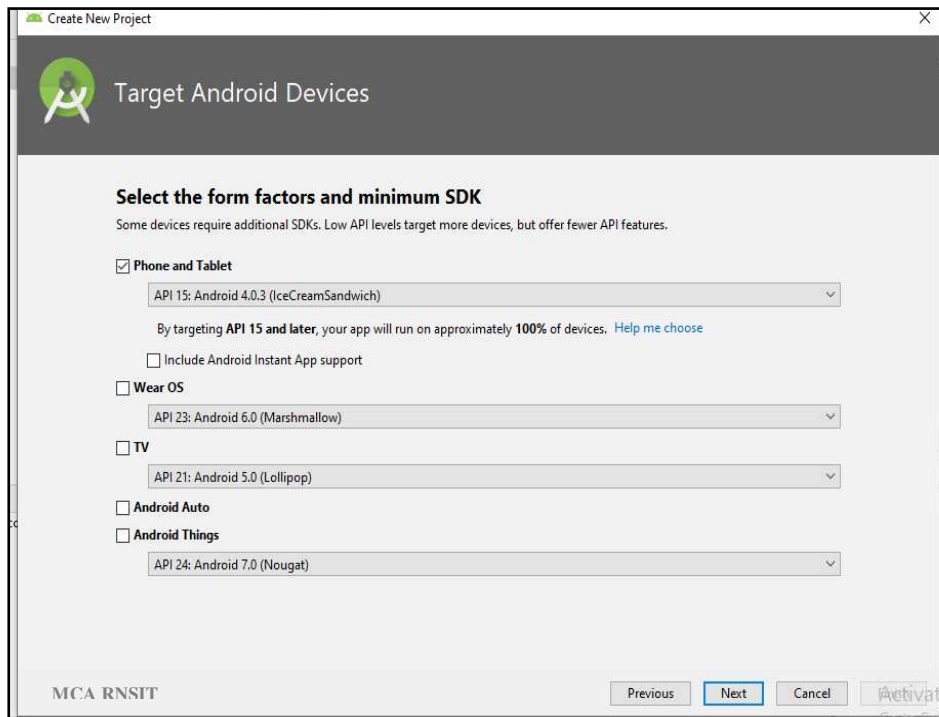 Create New Project
Target Android Devices
Select the form factors and minimum SDK
Some devices require additional SDKs. Low API levels target more devices, but offer fewer API features.
Phone and Tablet
API 15: Android 4.0.3 (IceCreamSandwich)
By targeting API 15 and later, your app will run on approximately 100% of devices. Help me choose
Include Android Instant App support
Wear OS
API 23: Android 6.0 (Marshmallow)
TV
API 21: Android 5.0 (Lollipop)
Android Auto
Android Things
API 24: Android 7.0 (Nougat)
MCA RNSIT
Previous Next Cancel